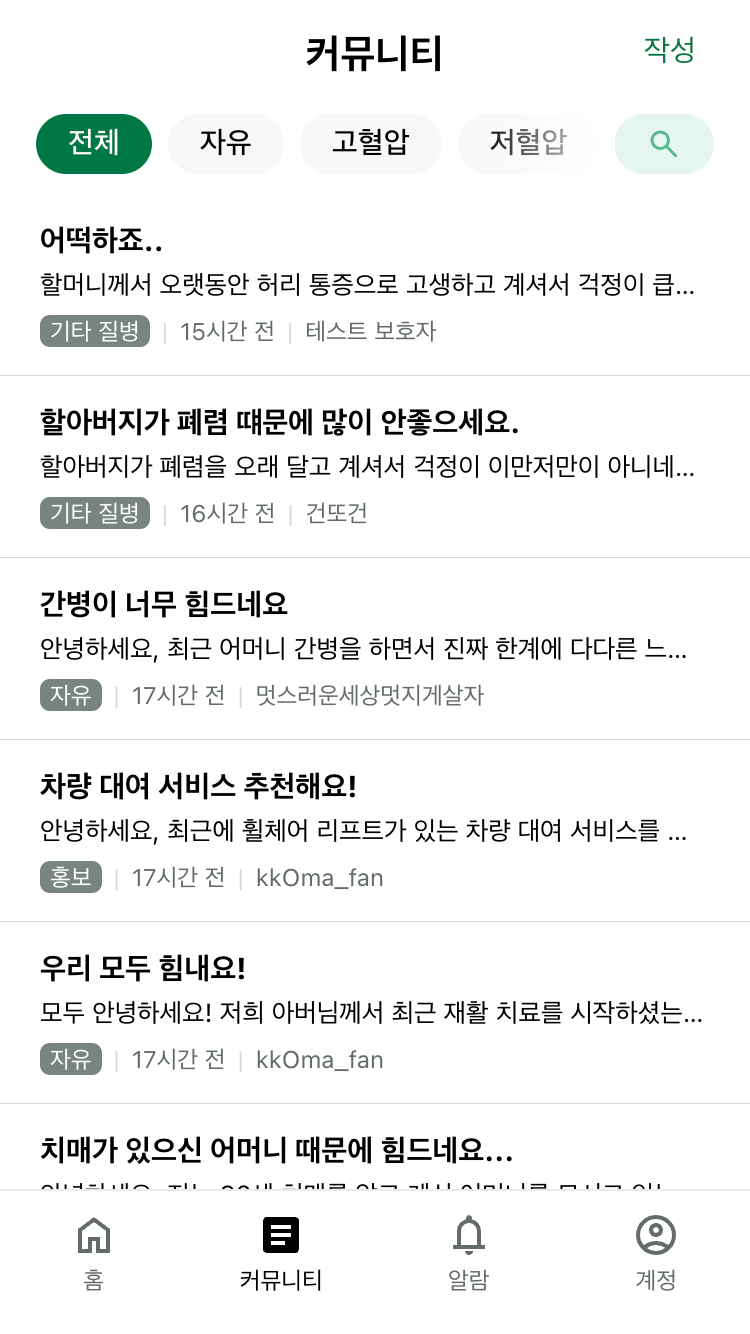 커뮤니티 작성
전체 자유 고혈압 저혈압
어떡하죠..
할머니께서 오랫동안 허리 통증으로 고생하고 계셔서 걱정이 큽...
기타 질병 | 15시간 전 | 테스트 보호자
할아버지가 폐렴 떄문에 많이 안좋으세요.
할아버지가 폐렴을 오래 달고 계셔서 걱정이 이만저만이 아니네...
기타 질병 | 16시간 전 | 건또건
간병이 너무 힘드네요
안녕하세요, 최근 어머니 간병을 하면서 진짜 한계에 다다른 느...
자유 | 17시간 전 | 멋스러운세상멋지게살자
차량 대여 서비스 추천해요!
안녕하세요, 최근에 휠체어 리프트가 있는 차량 대여 서비스를 ...
홍보 | 17시간 전 | kkOma_fan
우리 모두 힘내요!
모두 안녕하세요! 저희 아버님께서 최근 재활 치료를 시작하셨는...
자유 | 17시간 전 | kkOma_fan
치매가 있으신 어머니 때문에 힘드네요...
홈 커뮤니티 알람 계정